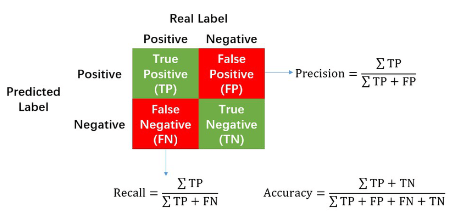 Real Label
Positive Negative
Predicted
Label
Positive
True
Positive
(TP)
False
Positive
(FP)
Precision = ∑ TP / ∑ TP + FP
Negative
False
Negative
(FN)
True
Negative
(TN)
Recall = ∑ TP / ∑ TP + FN
Accuracy = ∑ TP + TN / ∑ TP + FP + FN + TN